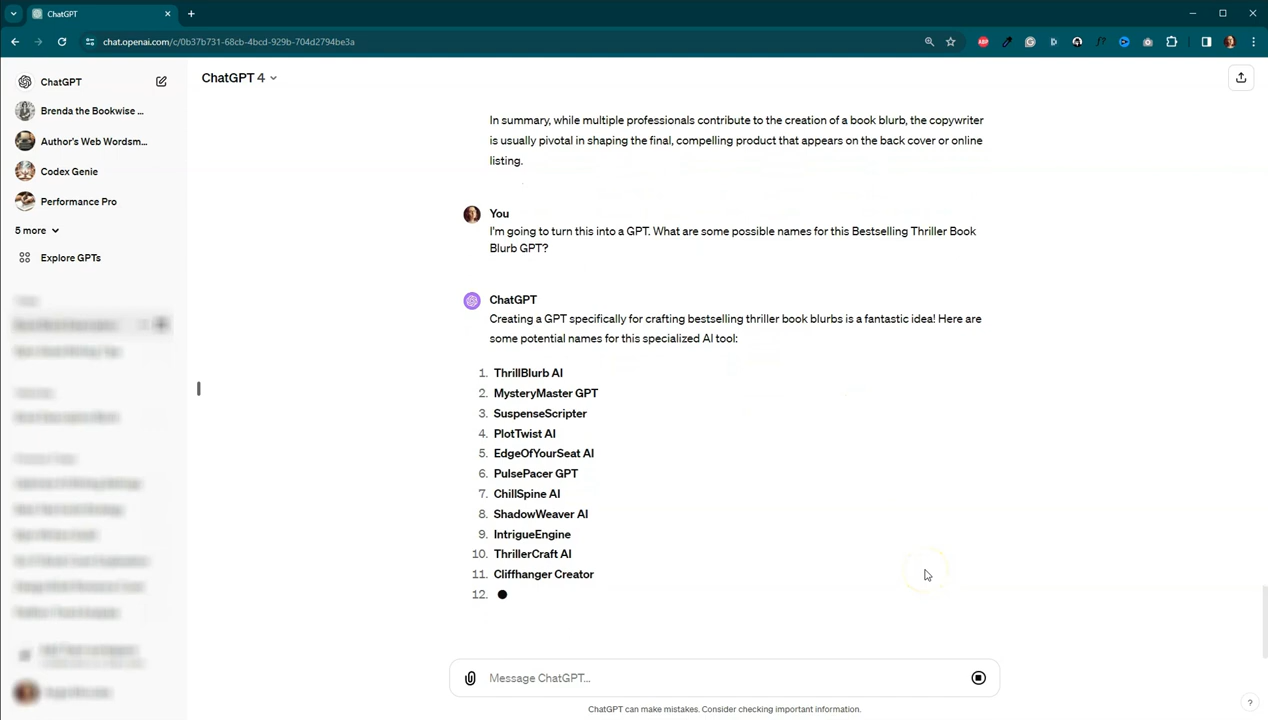 ChatGPT
chat.openai.com/c/0b37b731-68cb-4bcd-929b-704d2794be3a
ChatGPT
Brenda the Bookwise ...
Author's Web Wordsm...
Codex Genie
Performance Pro
5 more
Explore GPTs
ChatGPT 4
In summary, while multiple professionals contribute to the creation of a book blurb, the copywriter
is usually pivotal in shaping the final, compelling product that appears on the back cover or online
listing.
You
I'm going to turn this into a GPT. What are some possible names for this Bestselling Thriller Book
Blurb GPT?
ChatGPT
Creating a GPT specifically for crafting bestselling thriller book blurbs is a fantastic idea! Here are
some potential names for this specialized AI tool:
1. ThrillBlurb AI
2. MysteryMaster GPT
3. SuspenseScripter
4. PlotTwist AI
5. EdgeOfYourSeat AI
6. PulsePacer GPT
7. ChillSpine AI
8. ShadowWeaver AI
9. IntrigueEngine
10. ThrillerCraft AI
11. Cliffhanger Creator
12.
Message ChatGPT...
ChatGPT can make mistakes. Consider checking important information.
?